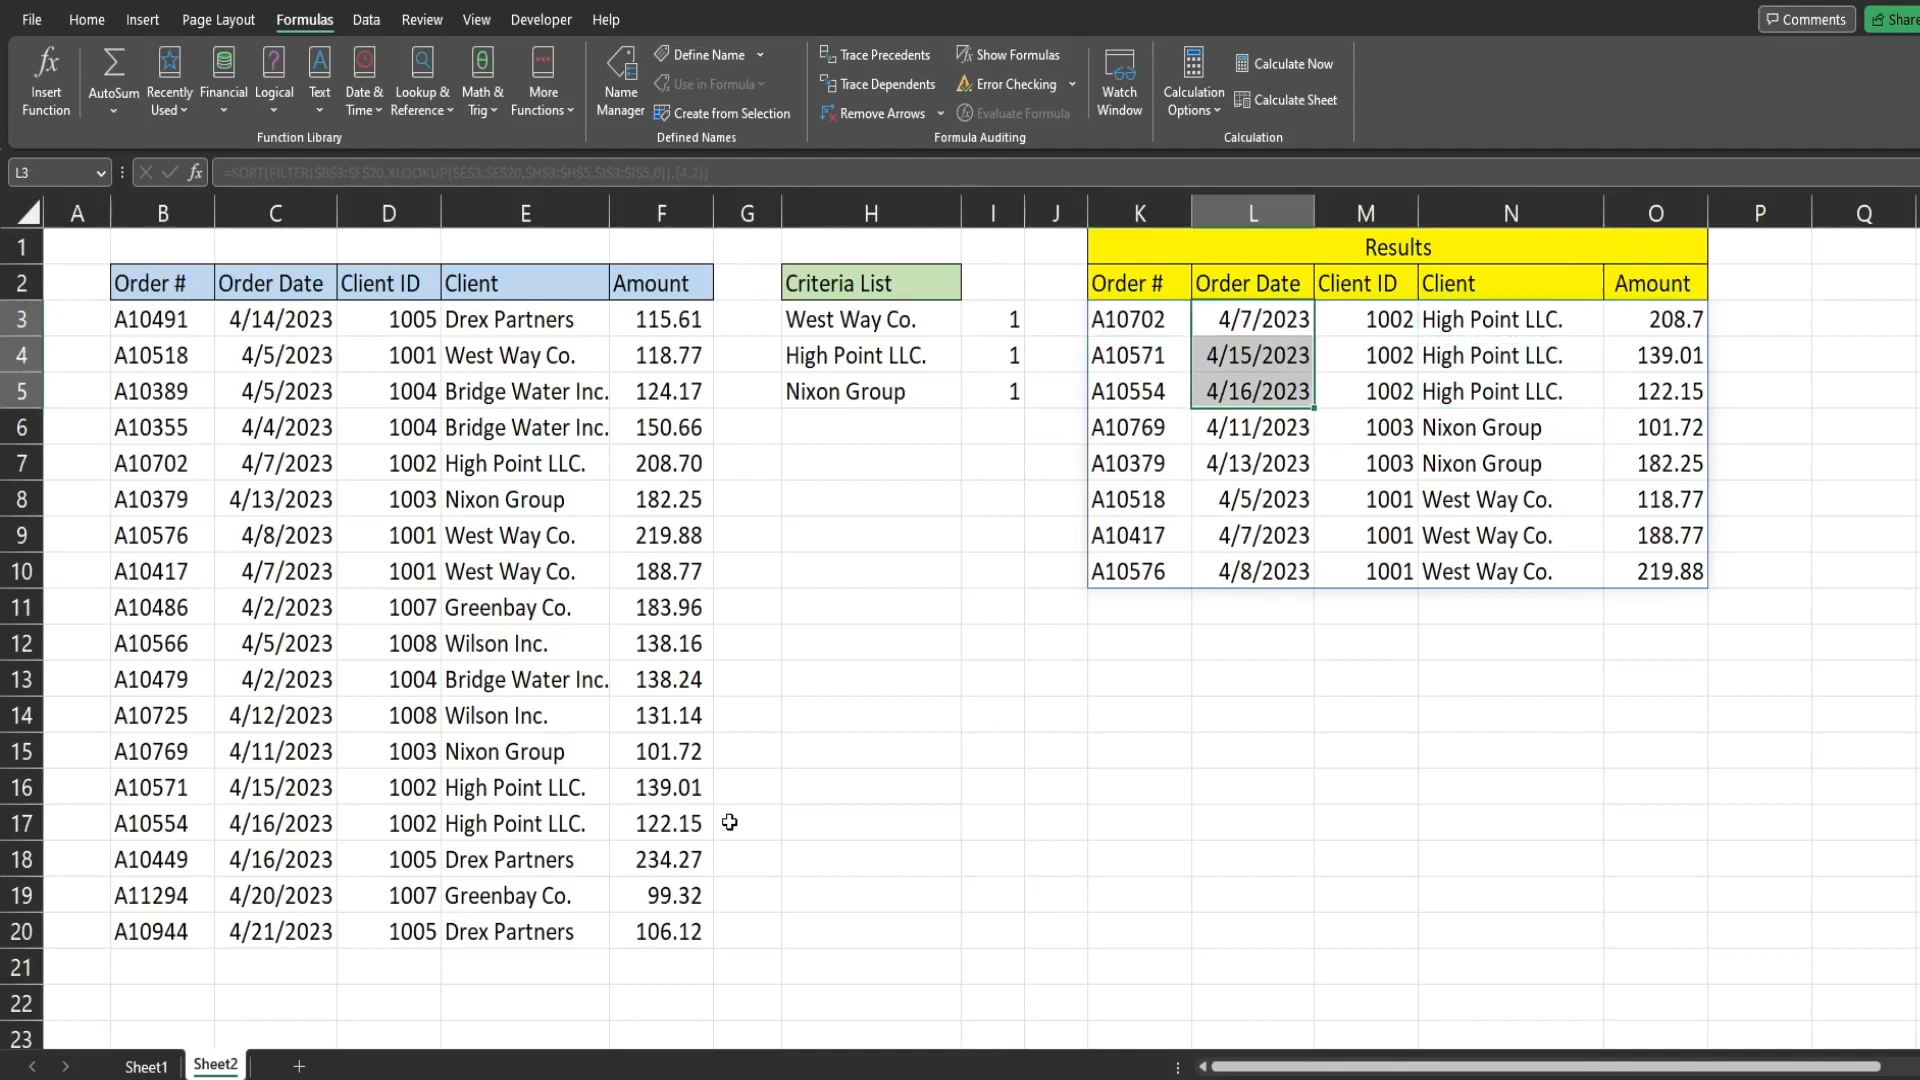 File Home Insert Page Layout Formulas Data Review View Developer Help Comments Share
fx Insert Function
AutoSum
Recently Used
Financial
Logical
Text
Date & Time
Lookup & Reference
Math & Trig
More Functions
Function Library
Name Manager
Define Name
Use in Formula
Create from Selection
Defined Names
Trace Precedents
Trace Dependents
Remove Arrows
Show Formulas
Error Checking
Evaluate Formula
Formula Auditing
Watch Window
Calculation Options
Calculate Now
Calculate Sheet
Calculation
L3 fx =SORT(FILTER($B$3:$F$20,XLOOKUP($E$3:$E$20,$H$3:$H$5,$I$3:$I$5,0)),{4,2})
A B C D E F G H I J K L M N O P Q
1 Results
2 Order # Order Date Client ID Client Amount Criteria List Order # Order Date Client ID Client Amount
3 A10491 4/14/2023 1005 Drex Partners 115.61 West Way Co. 1 A10702 4/7/2023 1002 High Point LLC. 208.7
4 A10518 4/5/2023 1001 West Way Co. 118.77 High Point LLC. 1 A10571 4/15/2023 1002 High Point LLC. 139.01
5 A10389 4/5/2023 1004 Bridge Water Inc. 124.17 Nixon Group 1 A10554 4/16/2023 1002 High Point LLC. 122.15
6 A10355 4/4/2023 1004 Bridge Water Inc. 150.66 A10769 4/11/2023 1003 Nixon Group 101.72
7 A10702 4/7/2023 1002 High Point LLC. 208.70 A10379 4/13/2023 1003 Nixon Group 182.25
8 A10379 4/13/2023 1003 Nixon Group 182.25 A10518 4/5/2023 1001 West Way Co. 118.77
9 A10576 4/8/2023 1001 West Way Co. 219.88 A10417 4/7/2023 1001 West Way Co. 188.77
10 A10417 4/7/2023 1001 West Way Co. 188.77 A10576 4/8/2023 1001 West Way Co. 219.88
11 A10486 4/2/2023 1007 Greenbay Co. 183.96
12 A10566 4/5/2023 1008 Wilson Inc. 138.16
13 A10479 4/2/2023 1004 Bridge Water Inc. 138.24
14 A10725 4/12/2023 1008 Wilson Inc. 131.14
15 A10769 4/11/2023 1003 Nixon Group 101.72
16 A10571 4/15/2023 1002 High Point LLC. 139.01
17 A10554 4/16/2023 1002 High Point LLC. 122.15
18 A10449 4/16/2023 1005 Drex Partners 234.27
19 A11294 4/20/2023 1007 Greenbay Co. 99.32
20 A10944 4/21/2023 1005 Drex Partners 106.12
21
22
23
Sheet1 Sheet2 +